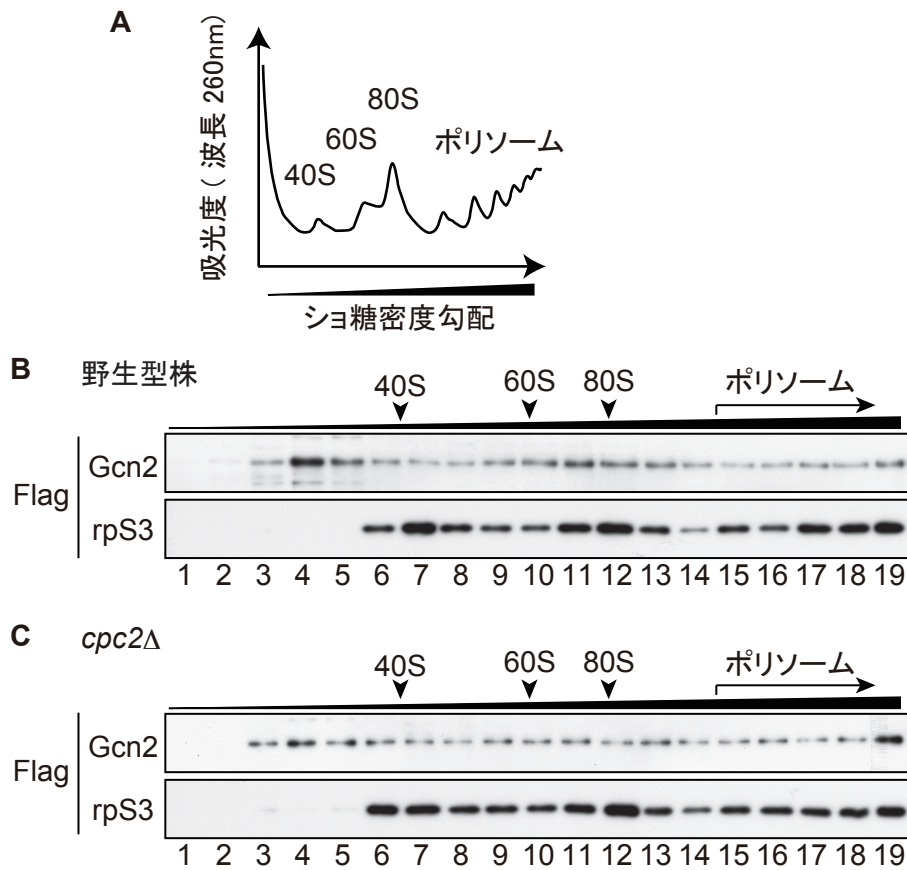 A
吸光度( 波長 260nm)
40S
60S
80S
ポリソーム
ショ糖密度勾配
B 野生型株
40S 60S 80S ポリソーム
Flag
Gcn2
rpS3
1 2 3 4 5 6 7 8 9 10 11 12 13 14 15 16 17 18 19
C cpc2Δ
40S 60S 80S ポリソーム
Flag
Gcn2
rpS3
1 2 3 4 5 6 7 8 9 10 11 12 13 14 15 16 17 18 19